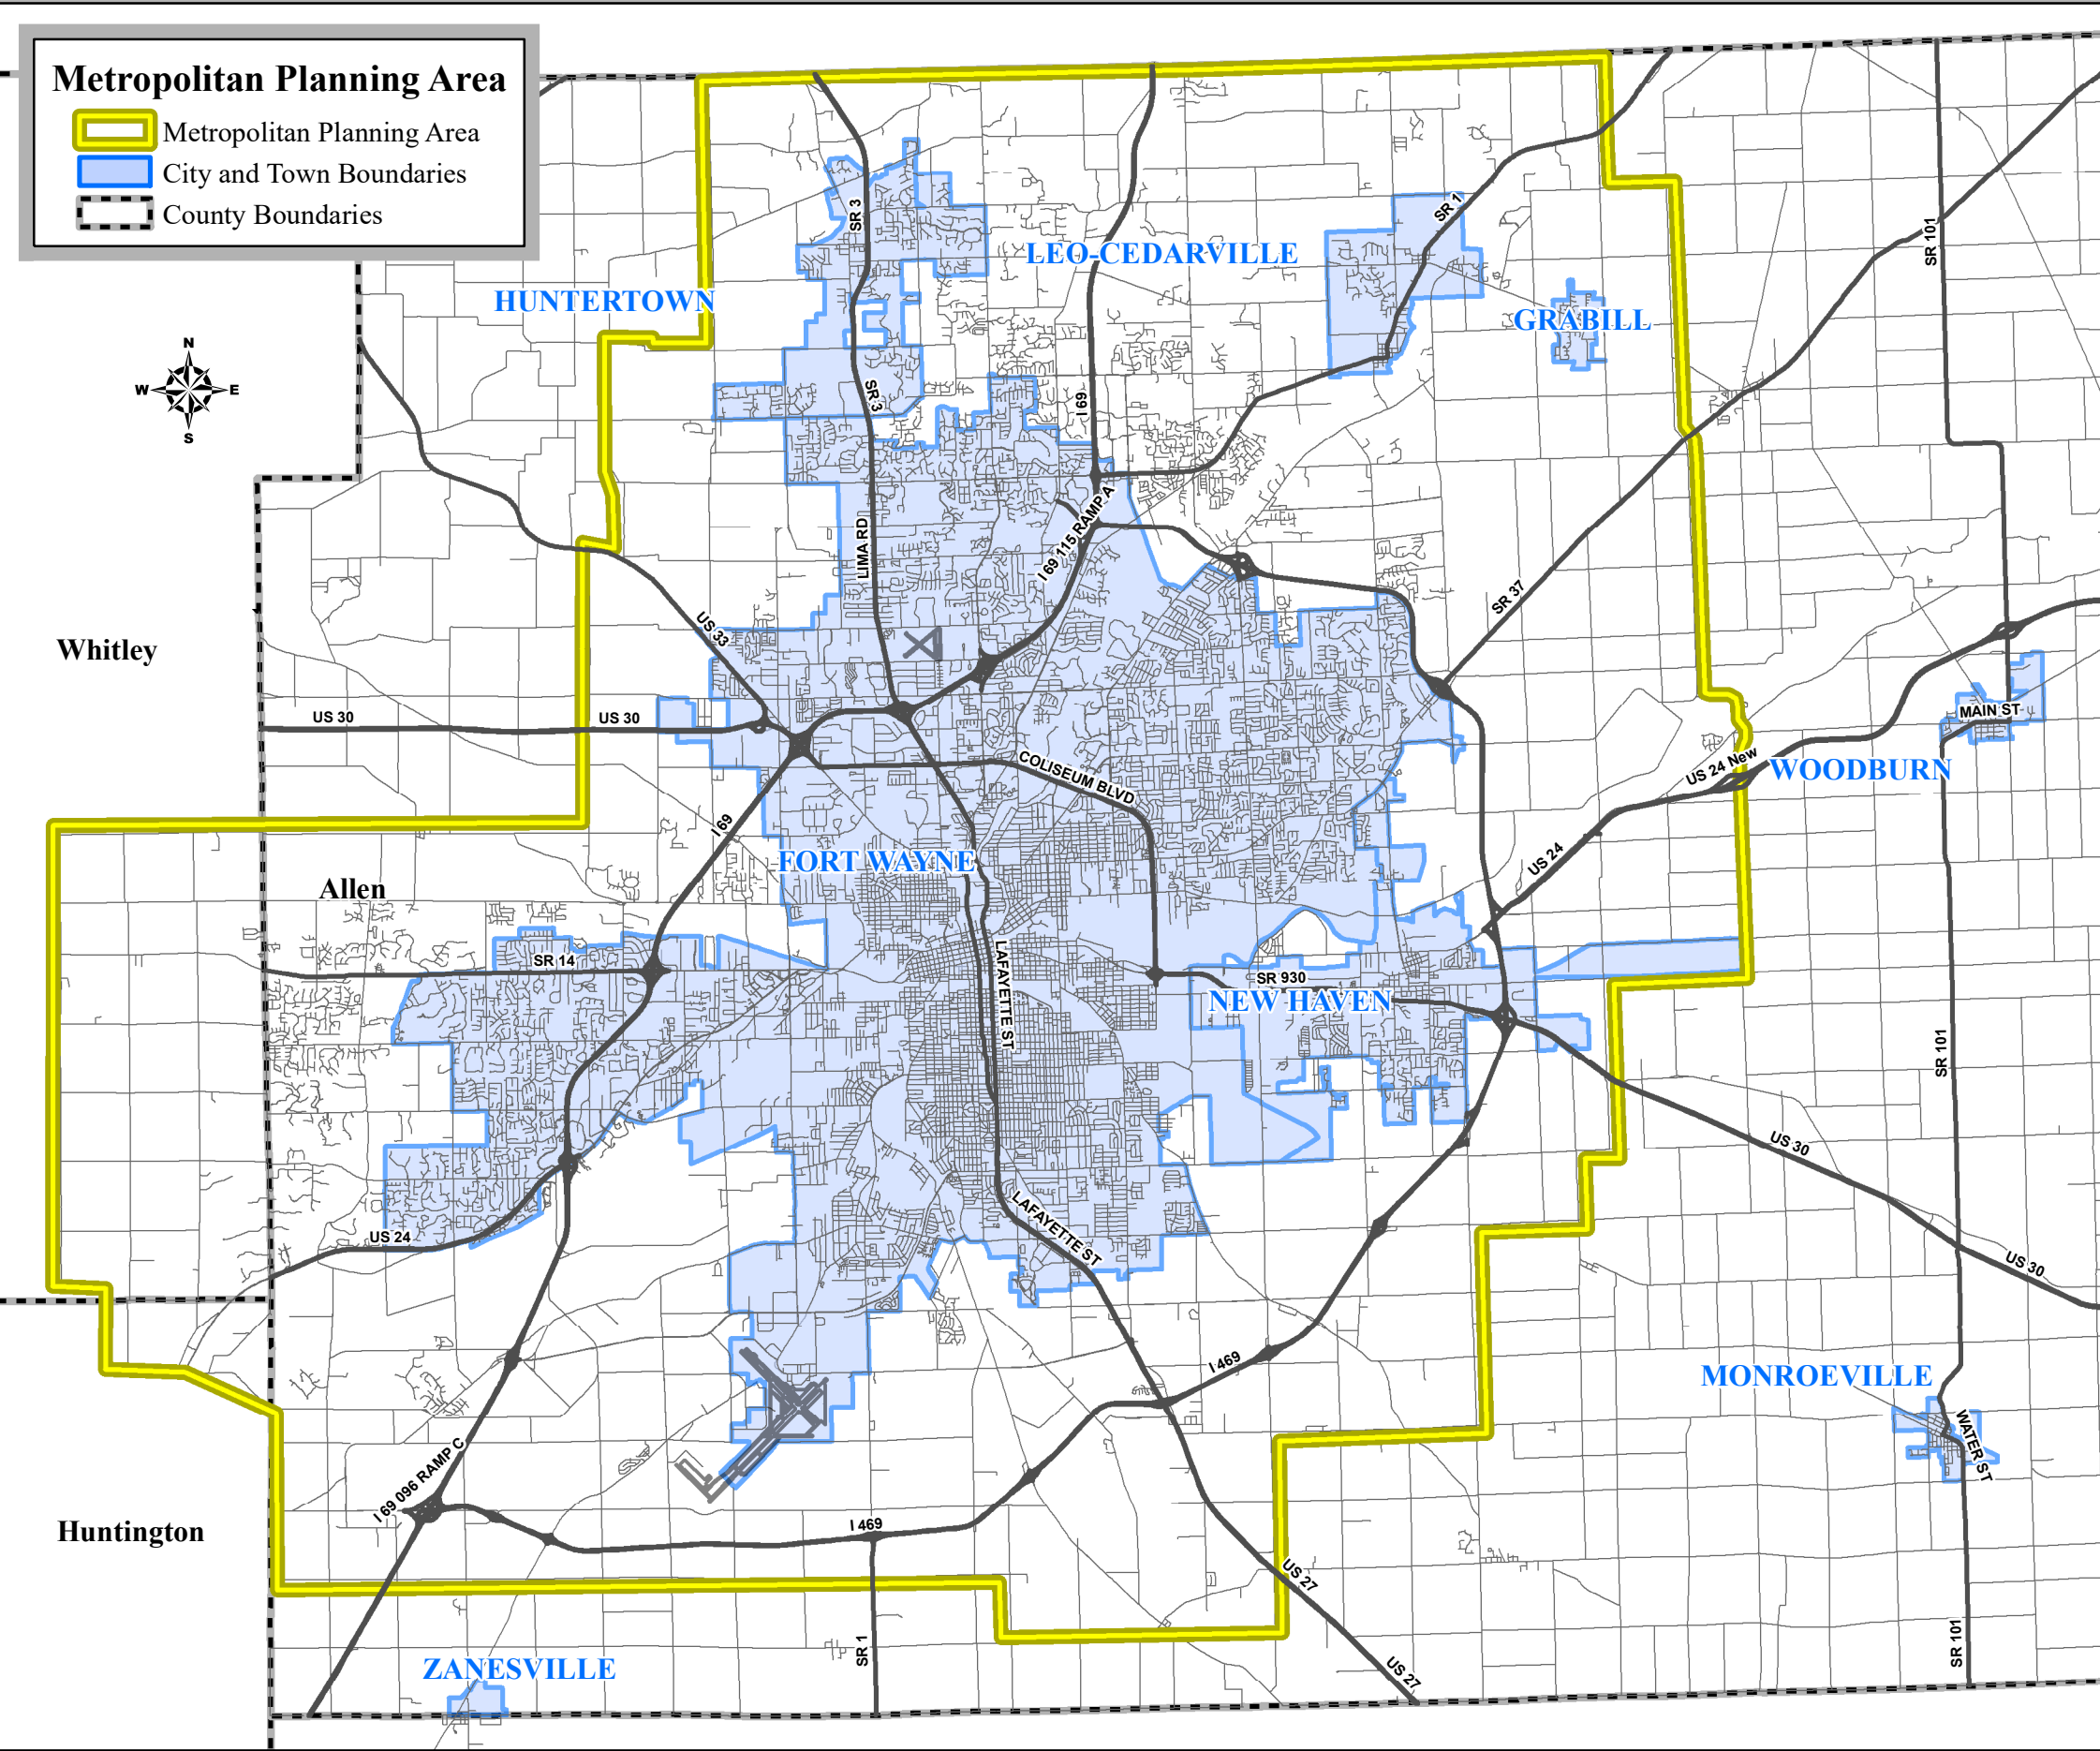 Metropolitan Planning Area
Metropolitan Planning Area
City and Town Boundaries
County Boundaries
N
W
E
S
SR 3
SR 1
SR 101
LEO-CEDARVILLE
HUNTERTOWN
GRABILL
SR 3
I 69
I 69 115 RAMP A
LIMA RD
SR 37
US 33
Whitley
US 30
US 30
MAIN ST
COLISEUM BLVD
US 24 New
WOODBURN
I 69
US 24
FORT WAYNE
Allen
SR 14
LAFAYETTE ST
SR 930
NEW HAVEN
SR 101
US 30
US 24
LAFAYETTE ST
US 30
I 469
MONROEVILLE
WATER ST
I 69 096 RAMP C
Huntington
I 469
US 27
SR 1
SR 101
ZANESVILLE
US 27